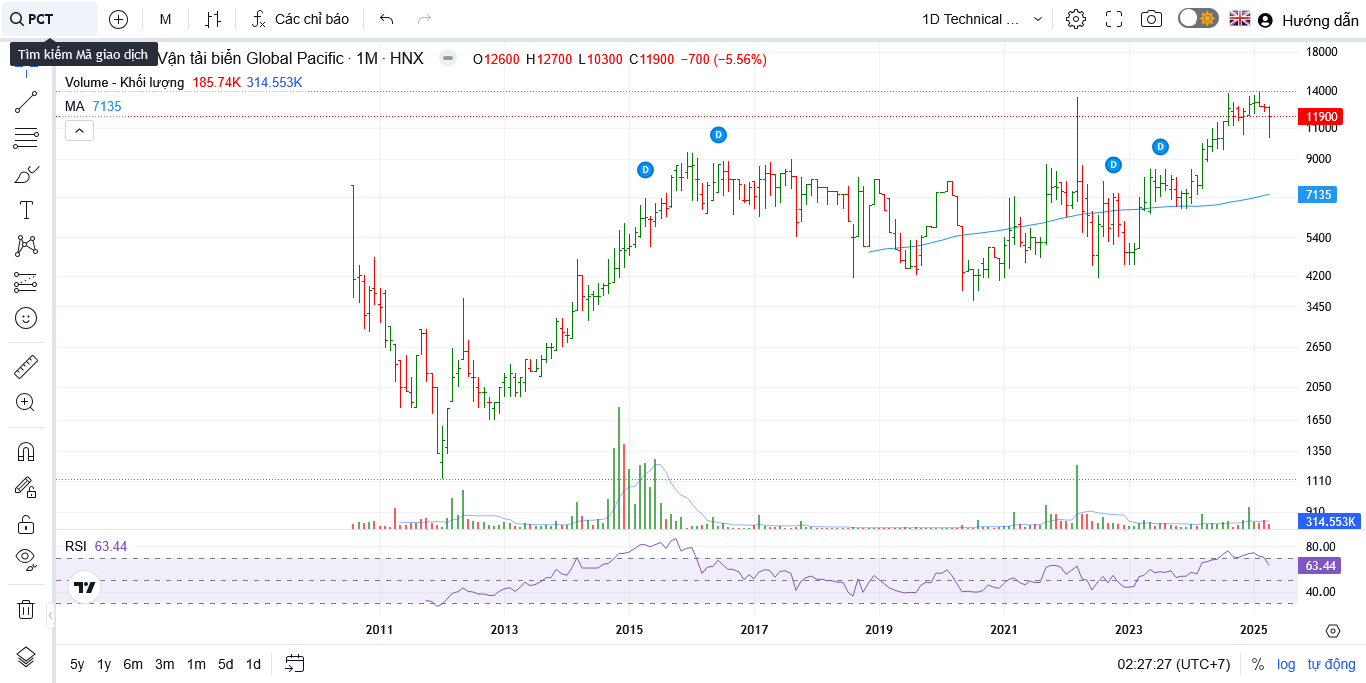 PCT M Các chỉ báo 1D Technical ... Hướng dẫn
Tìm kiếm Mã giao dịch
Vận tải biển Global Pacific · 1M · HNX O12600 H12700 L10300 C11900 −700 (−5.56%)
Volume - Khối lượng 185.74K 314.553K
MA 7135
18000
14000
11900
11000
9000
7135
5400
4200
3450
2650
2050
1650
1350
1110
910
314.553K
D
D
D
D
RSI 63.44
80.00
63.44
40.00
2011 2013 2015 2017 2019 2021 2023 2025
5y 1y 6m 3m 1m 5d 1d 02:27:27 (UTC+7) % log tự động